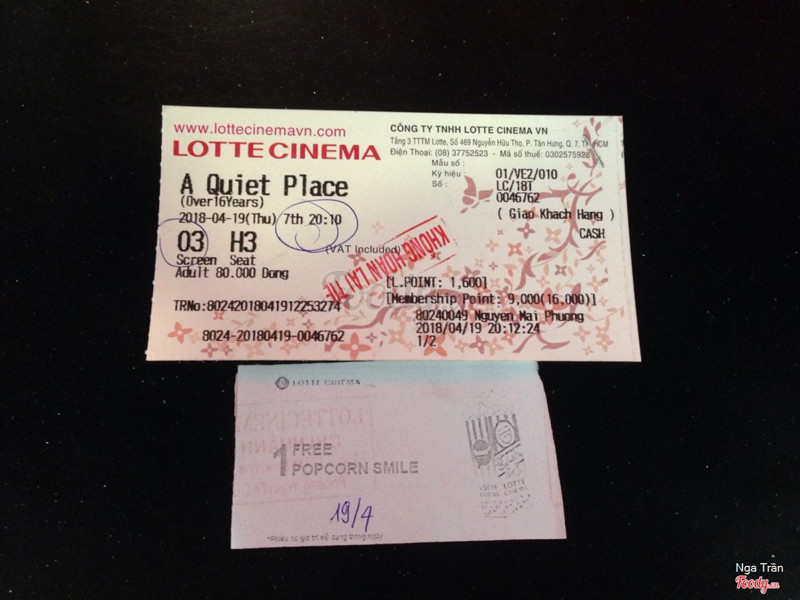 www.lottecinemavn.com
LOTTE CINEMA
CÔNG TY TNHH LOTTE CINEMA VN
Tầng 3 TTTM Lotte, Số 469 Nguyễn Hữu Thọ, P. Tân Hưng, Q. 7, TP. HCM
Điện Thoại: (08) 37752523 - Mã số thuế: 0302575928
Mẫu số : 01/VE2/010
Ký hiệu : LC/18T
Số : 0046762
( Giao Khach Hang )
CASH
A Quiet Place
(Over16Years)
2018-04-19(Thu) 7th 20:10
03 H3
Screen Seat
(VAT Included)
Adult 80.000 Dong
KHÔNG HOÀN LẠI TIỀ
[L.POINT: 1,600]
[Membership Point: 9,000(16,000)]
TRNo:80242018041912253274
80240049 Nguyen Mai Phuong
8024-20180419-0046762
2018/04/19 20:12:24
1/2
LOTTE CINEMA
LOTTECINEM
1 FREE
POPCORN SMILE
19/4
Nga Trần
Foody.vn